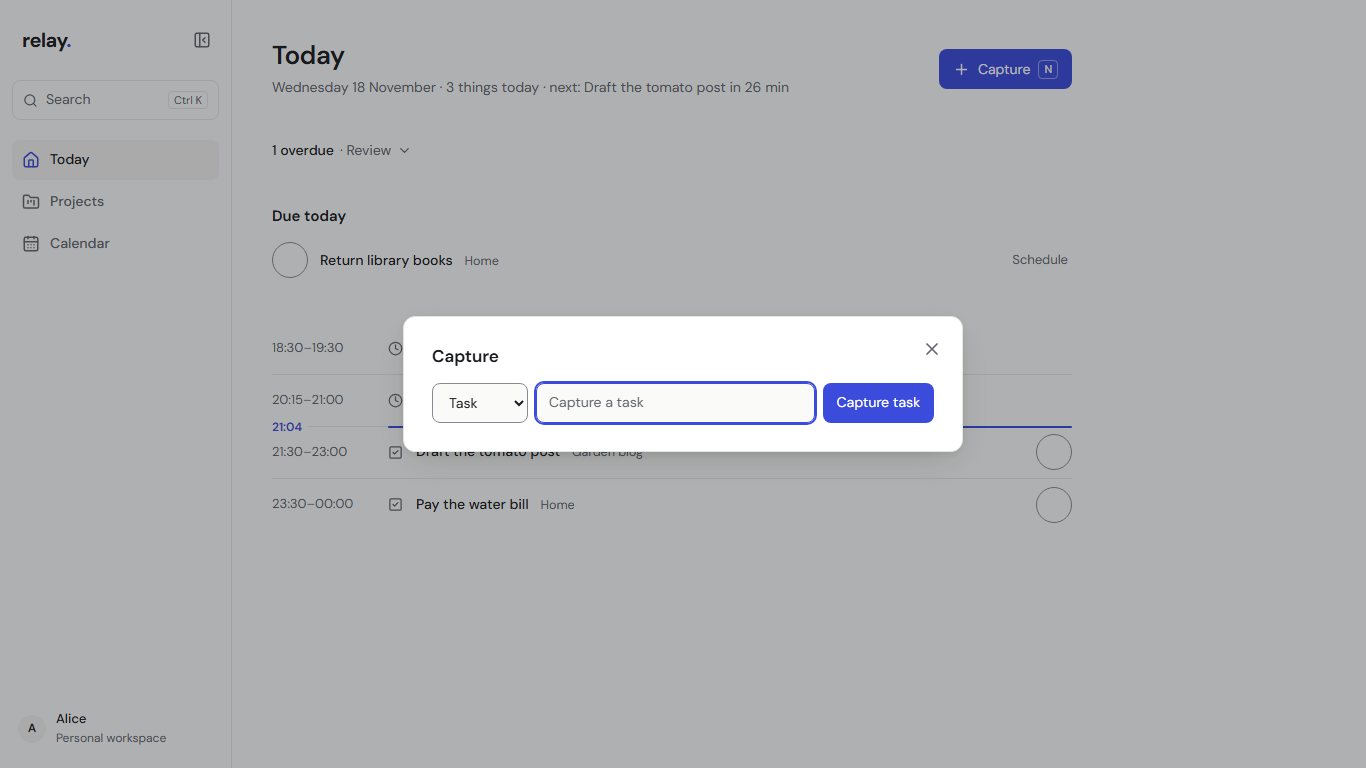 relay.
Search Ctrl K
Today
Projects
Calendar
Alice
A
Personal workspace
Today
Wednesday 18 November · 3 things today · next: Draft the tomato post in 26 min
+ Capture N
1 overdue · Review
Due today
Return library books Home Schedule
18:30–19:30
20:15–21:00
21:04
21:30–23:00 Draft the tomato post Garden blog
23:30–00:00 Pay the water bill Home
Capture
Task Capture a task Capture task